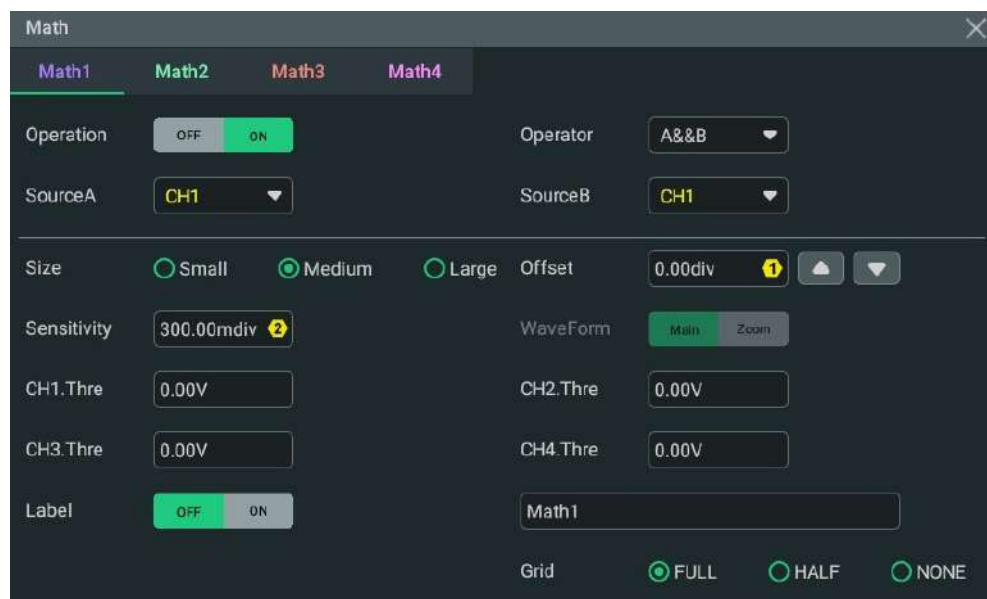 Math
Math1 Math2 Math3 Math4
Operation OFF ON Operator A&&B
SourceA CH1 SourceB CH1
Size Small Medium Large Offset 0.00div 1
Sensitivity 300.00mdiv 2 WaveForm Main Zoom
CH1.Thre 0.00V CH2.Thre 0.00V
CH3.Thre 0.00V CH4.Thre 0.00V
Label OFF ON Math1
Grid FULL HALF NONE